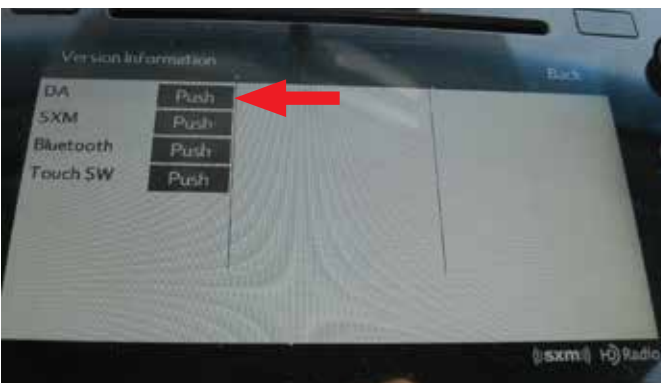 Version Information
Back
DA Push
SXM Push
Bluetooth Push
Touch SW Push
((sxm)) HD Radio